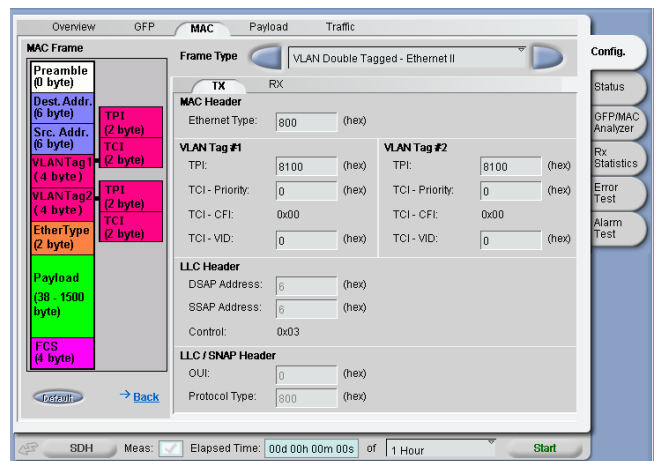 Overview GFP MAC Payload Traffic
MAC Frame
Preamble
(0 byte)
Dest. Addr.
(6 byte)
Src. Addr.
(6 byte)
VLANTag1
(4 byte)
VLANTag2
(4 byte)
EtherType
(2 byte)
Payload
(38 - 1500
byte)
FCS
(4 byte)
TPI
(2 byte)
TCI
(2 byte)
TPI
(2 byte)
TCI
(2 byte)
Default
→ Back
Frame Type VLAN Double Tagged - Ethernet II
TX RX
MAC Header
Ethernet Type: 800 (hex)
VLAN Tag #1
TPI: 8100 (hex)
TCI - Priority: 0 (hex)
TCI - CFI: 0x00
TCI - VID: 0 (hex)
VLAN Tag #2
TPI: 8100 (hex)
TCI - Priority: 0 (hex)
TCI - CFI: 0x00
TCI - VID: 0 (hex)
LLC Header
DSAP Address: 6 (hex)
SSAP Address: 6 (hex)
Control: 0x03
LLC / SNAP Header
OUI: 0 (hex)
Protocol Type: 800 (hex)
Config.
Status
GFP/MAC
Analyzer
Rx
Statistics
Error
Test
Alarm
Test
SDH Meas: Elapsed Time: 00d 00h 00m 00s of 1 Hour Start